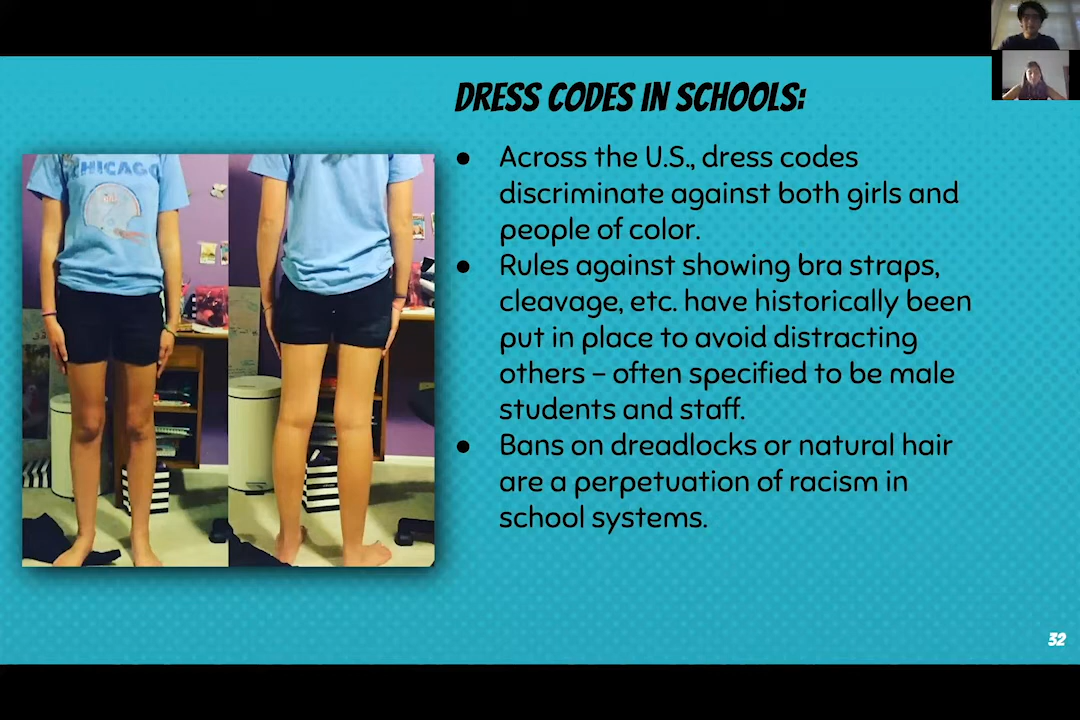 DRESS CODES IN SCHOOLS:
● Across the U.S., dress codes
discriminate against both girls and
people of color.
● Rules against showing bra straps,
cleavage, etc. have historically been
put in place to avoid distracting
others – often specified to be male
students and staff.
● Bans on dreadlocks or natural hair
are a perpetuation of racism in
school systems.
CHICAGO
32